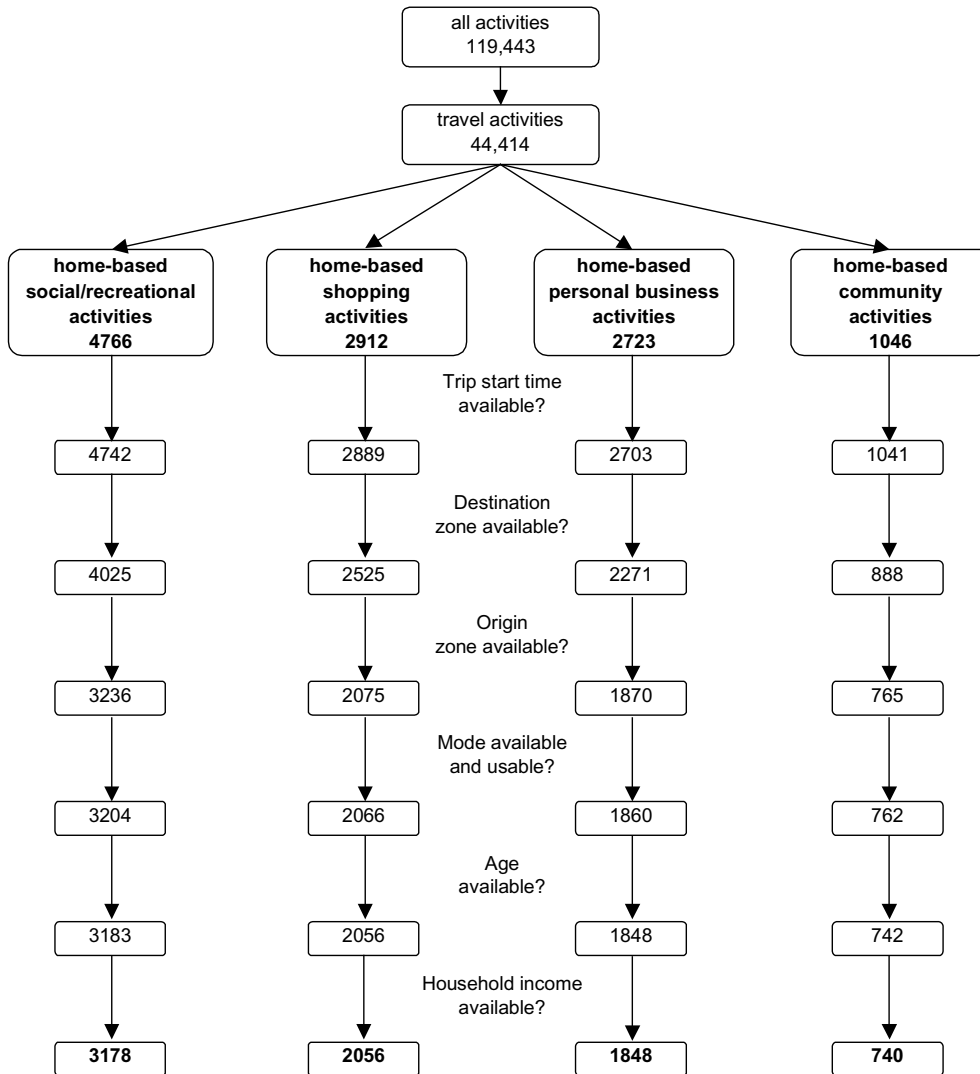 all activities
119,443
travel activities
44,414
home-based
social/recreational
activities
4766
home-based
shopping
activities
2912
home-based
personal business
activities
2723
home-based
community
activities
1046
Trip start time
available?
4742
2889
2703
1041
Destination
zone available?
4025
2525
2271
888
Origin
zone available?
3236
2075
1870
765
Mode available
and usable?
3204
2066
1860
762
Age
available?
3183
2056
1848
742
Household income
available?
3178
2056
1848
740